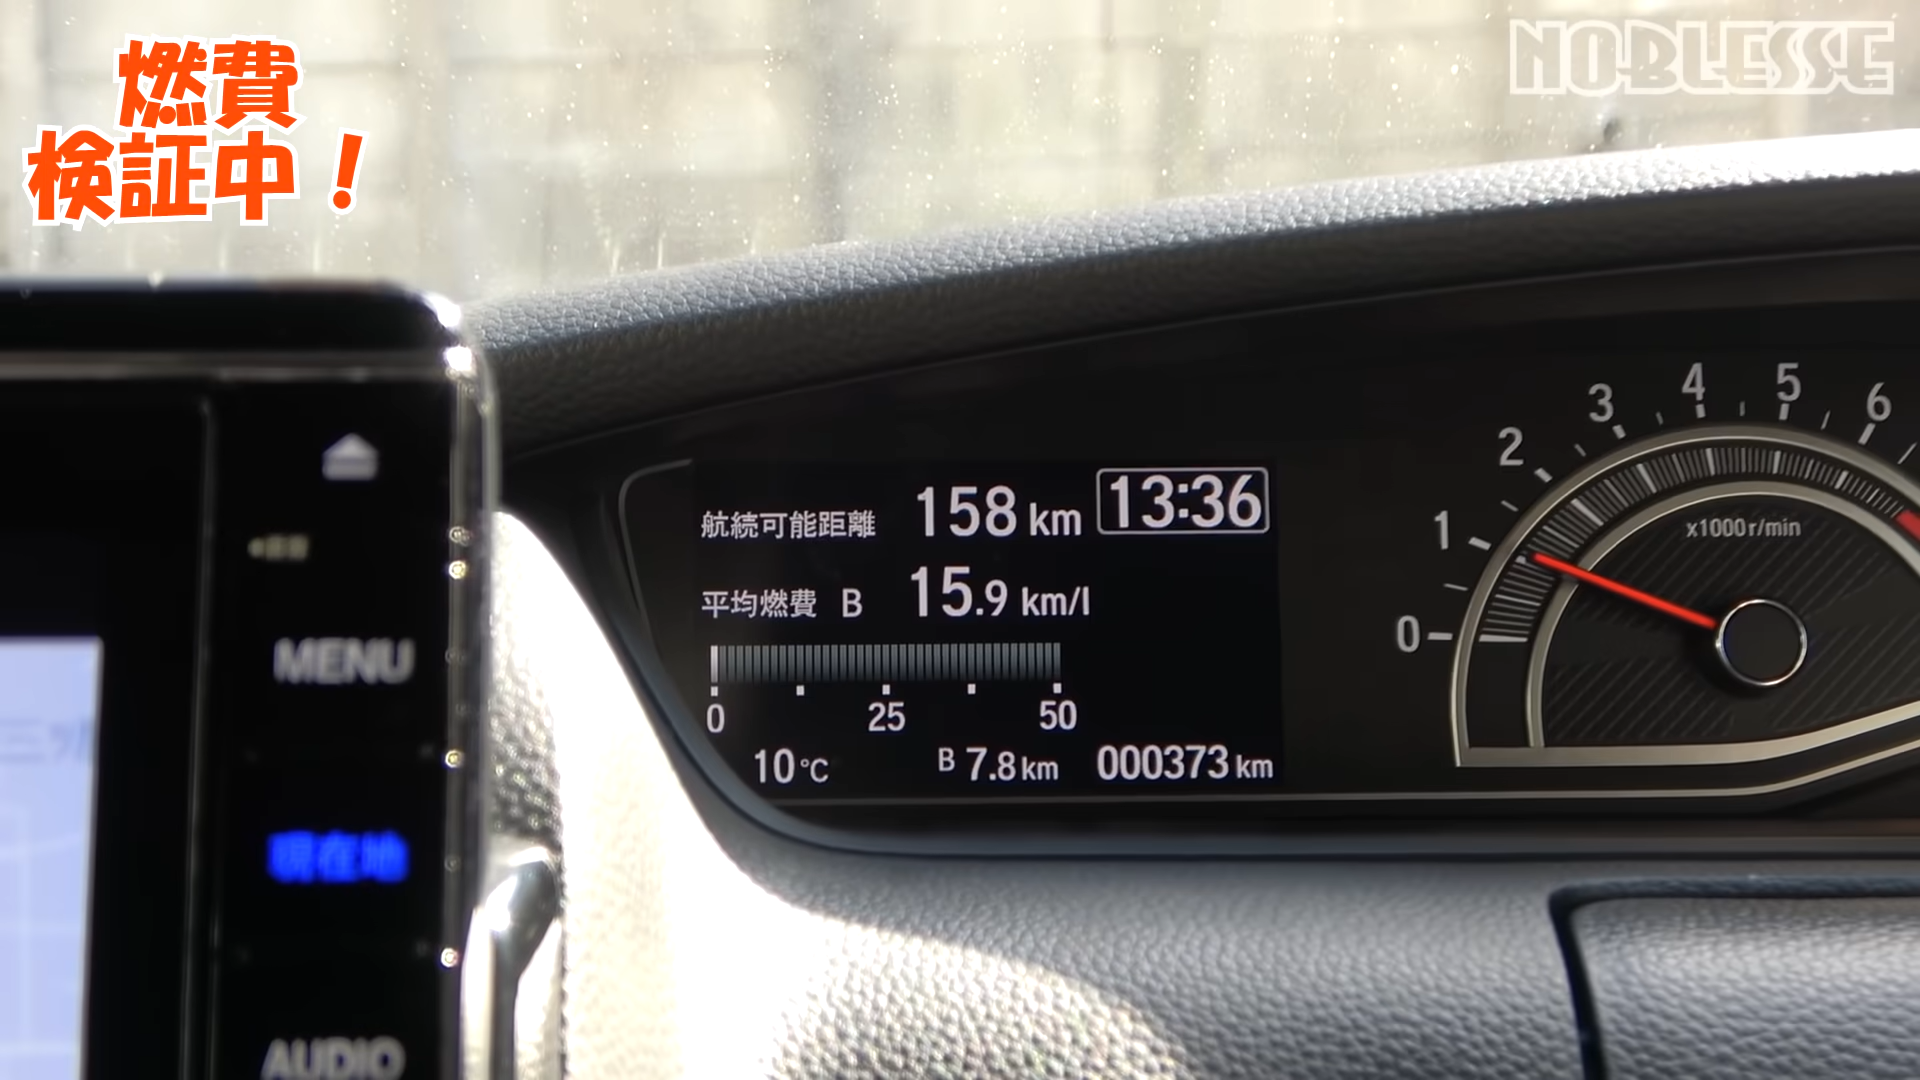 燃費
検証中！
NOBLESSE
MENU
現在地
AUDIO
航続可能距離 158 km 13:36
平均燃費 B 15.9 km/l
0 25 50
10℃ B 7.8 km 000373 km
0 1 2 3 4 5 6
x1000 r/min